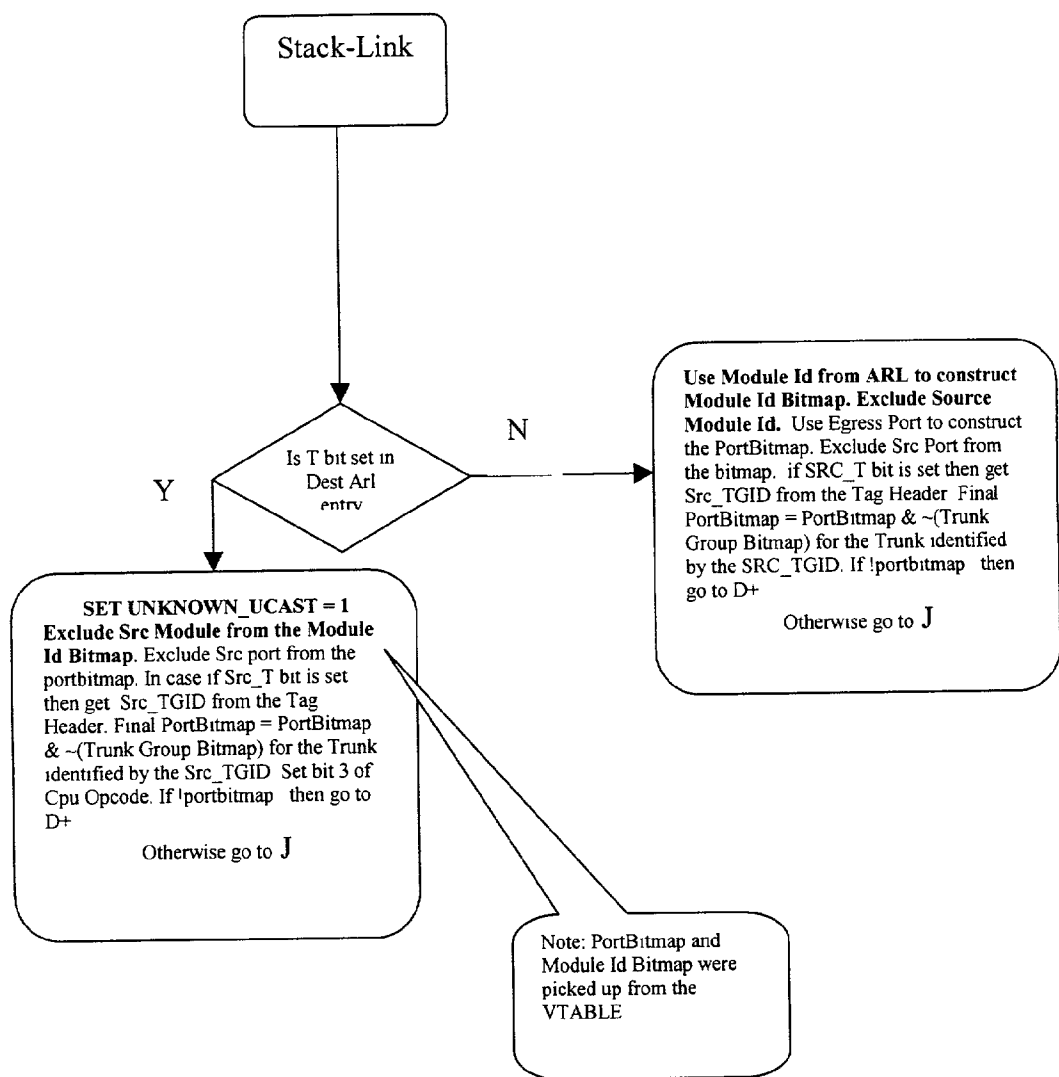 Stack-Link
Is T bit set in
Dest Arl
entry
N
Y
Use Module Id from ARL to construct
Module Id Bitmap. Exclude Source
Module Id. Use Egress Port to construct
the PortBitmap. Exclude Src Port from
the bitmap. if SRC_T bit is set then get
Src_TGID from the Tag Header Final
PortBitmap = PortBitmap & ~(Trunk
Group Bitmap) for the Trunk identified
by the SRC_TGID. If !portbitmap then
go to D+
Otherwise go to J
SET UNKNOWN_UCAST = 1
Exclude Src Module from the Module
Id Bitmap. Exclude Src port from the
portbitmap. In case if Src_T bit is set
then get Src_TGID from the Tag
Header. Final PortBitmap = PortBitmap
& ~(Trunk Group Bitmap) for the Trunk
identified by the Src_TGID Set bit 3 of
Cpu Opcode. If !portbitmap then go to
D+
Otherwise go to J
Note: PortBitmap and
Module Id Bitmap were
picked up from the
VTABLE